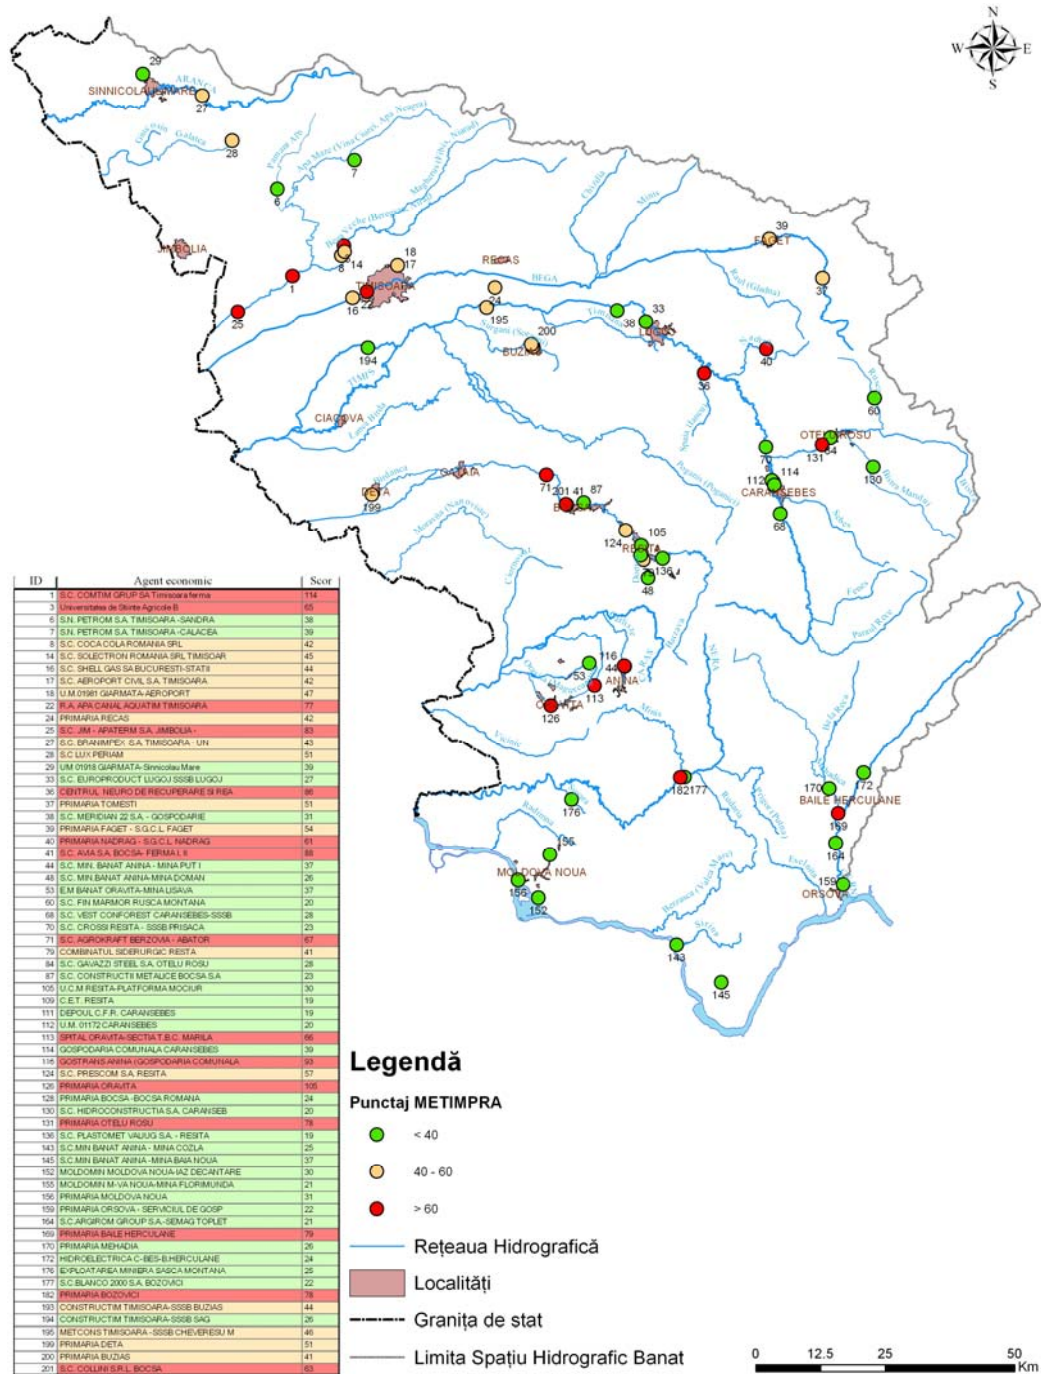 N
W E
S
29
ARANCA
SINNICOLAU MARE
27
28
Galatca
7
6
JIMBOLIA
8
14
18
17
1
25
TIMISOARA
22
16
RECAS
BEGA
24
195
200
BUZIAS
39
FAGET
37
33
38
LUGOJ
40
36
194
TIMIS
CIACOVA
Lanca Birda
60
OTELU ROSU
131
84
130
70
112
114
CARANSEBES
68
GATAIA
DETA
199
71
201
41
87
124
105
RESITA
136
48
Poganis (Poganici)
116
53
44
ANINA
113
126
CARAS
NERA
Vicinic
Minis
182
177
176
55
MOLDOVA NOUA
156
152
143
145
170
172
BAILE HERCULANE
169
164
159
ORSOVA
Bela Reca
ID Agent economic Scor
1 S.C. COMTIM GRUP SA Timisoara ferma 114
3 Universitatea de Stiinte Agricole B 65
6 S.N. PETROM S.A. TIMISOARA -SANDRA 38
7 S.N. PETROM S.A. TIMISOARA -CALACEA 39
8 S.C. COCA COLA ROMANIA SRL 42
14 S.C. SOLECTRON ROMANIA SRL TIMISOAR 45
16 S.C. SHELL GAS SA BUCURESTI-STATII 44
17 S.C. AEROPORT CIVIL S.A. TIMISOARA 42
18 U.M.01981 GIARMATA-AEROPORT 47
22 R.A. APA CANAL AQUATIM TIMISOARA 77
24 PRIMARIA RECAS 42
25 S.C. JIM - APATERM S.A. JIMBOLIA - 83
27 S.C. BRANIMPEX S.A. TIMISOARA - UN 43
28 S.C LUX PERIAM 51
29 UM 01918 GIARMATA-Sinnicolau Mare 39
33 S.C. EUROPRODUCT LUGOJ SSSB LUGOJ 27
36 CENTRUL NEURO DE RECUPERARE SI REA 86
37 PRIMARIA TOMESTI 51
38 S.C. MERIDIAN 22 S.A. - GOSPODARIE 31
39 PRIMARIA FAGET - S.G.C.L. FAGET 54
40 PRIMARIA NADRAG - S.G.C.L. NADRAG 61
41 S.C. AVIA S.A. BOCSA- FERMA I, II 88
44 S.C. MIN. BANAT ANINA - MINA PUT I 37
48 S.C. MIN.BANAT ANINA-MINA DOMAN 26
53 E.M BANAT ORAVITA-MINA LISAVA 37
60 S.C. FIN MARMOR RUSCA MONTANA 20
68 S.C. VEST CONFOREST CARANSEBES-SSSB 28
70 S.C. CROSSI RESITA - SSSB PRISACA 23
71 S.C. AGROKRAFT BERZOVIA - ABATOR 67
79 COMBINATUL SIDERURGIC RESTA 41
84 S.C. GAVAZZI STEEL S.A. OTELU ROSU 28
87 S.C. CONSTRUCTII METALICE BOCSA S.A 23
105 U.C.M RESITA-PLATFORMA MOCIUR 30
109 C.E.T. RESITA 19
111 DEPOUL C.F.R. CARANSEBES 19
112 U.M. 01172 CARANSEBES 20
113 SPITAL ORAVITA-SECTIA T.B.C. MARILA 66
114 GOSPODARIA COMUNALA CARANSEBES 39
116 GOSTRANS ANINA (GOSPODARIA COMUNALA 93
124 S.C. PRESCOM S.A. RESITA 57
126 PRIMARIA ORAVITA 105
128 PRIMARIA BOCSA -BOCSA ROMANA 24
130 S.C. HIDROCONSTRUCTIA S.A. CARANSEB 20
131 PRIMARIA OTELU ROSU 78
136 S.C. PLASTOMET VALIUG S.A. - RESITA 19
143 S.C.MIN BANAT ANINA - MINA COZLA 25
145 S.C.MIN BANAT ANINA -MINA BAIA NOUA 37
152 MOLDOMIN MOLDOVA NOUA-IAZ DECANTARE 30
155 MOLDOMIN M-VA NOUA-MINA FLORIMUNDA 21
156 PRIMARIA MOLDOVA NOUA 31
159 PRIMARIA ORSOVA - SERVICIUL DE GOSP 22
164 S.C.ARGIROM GROUP S.A.-SEMAG TOPLET 21
169 PRIMARIA BAILE HERCULANE 79
170 PRIMARIA MEHADIA 26
172 HIDROELECTRICA C-BES-B.HERCULANE 24
176 EXPLOATAREA MINIERA SASCA MONTANA 25
177 S.C.BLANCO 2000 S.A. BOZOVICI 22
182 PRIMARIA BOZOVICI 78
193 CONSTRUCTIM TIMISOARA-SSSB BUZIAS 44
194 CONSTRUCTIM TIMISOARA-SSSB SAG 26
195 METCONS TIMISOARA -SSSB CHEVERESU M 46
199 PRIMARIA DETA 51
200 PRIMARIA BUZIAS 41
201 S.C. COLLINI S.R.L. BOCSA 63
Legendă
Punctaj METIMPRA
< 40
40 - 60
> 60
Rețeaua Hidrografică
Localități
Granița de stat
Limita Spațiu Hidrografic Banat
0 12.5 25 50
Km